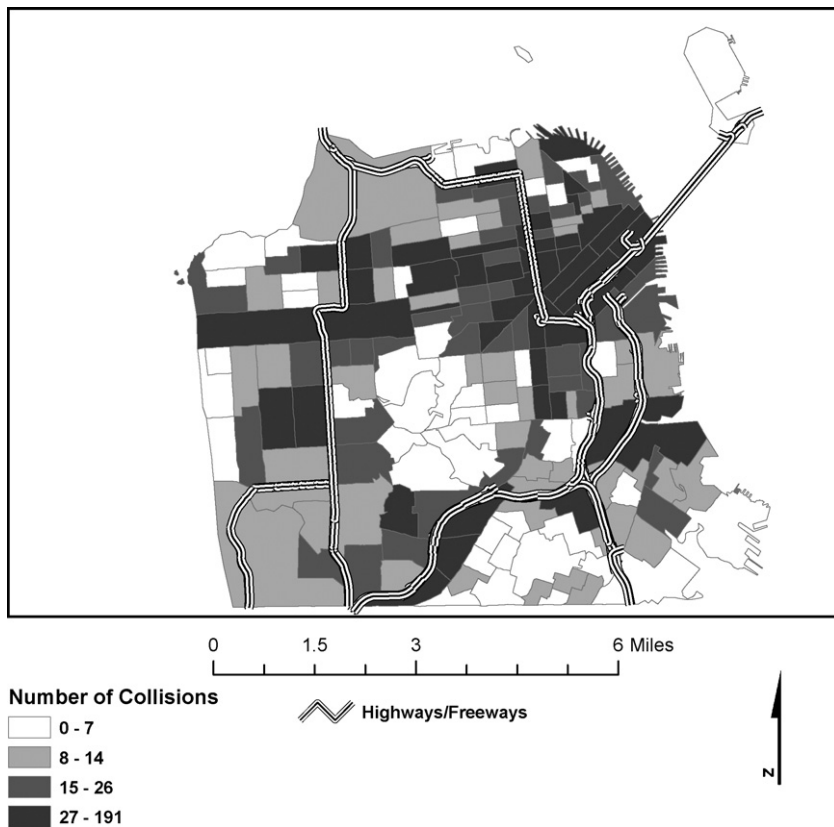 0 1.5 3 6 Miles
Number of Collisions
Highways/Freeways
0 - 7
8 - 14
15 - 26
27 - 191
N